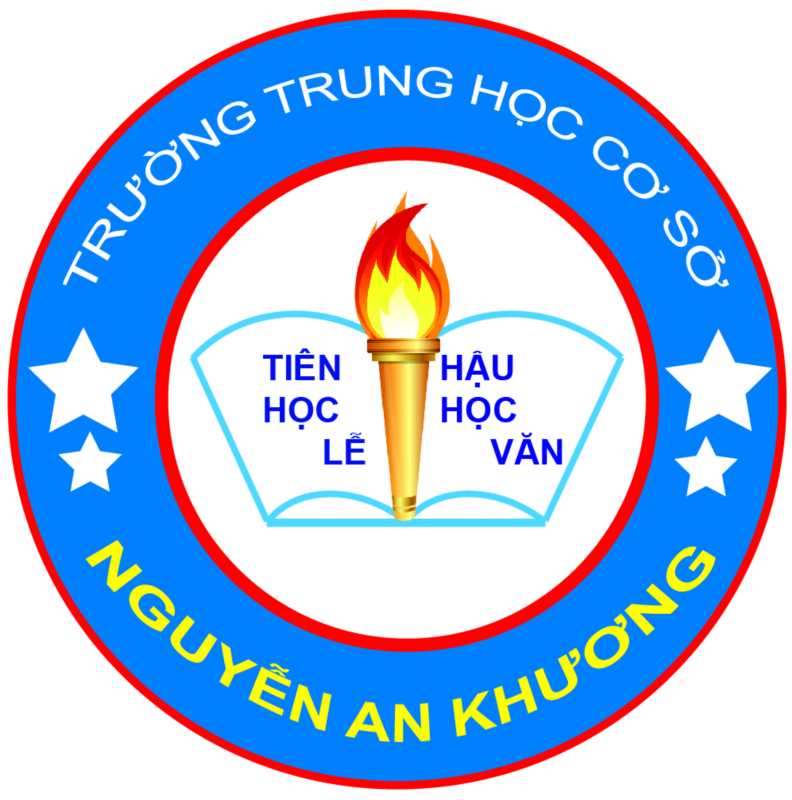 TRƯỜNG TRUNG HỌC CƠ SỞ
TIÊN
HỌC
LỄ
HẬU
HỌC
VĂN
NGUYỄN AN KHƯƠNG